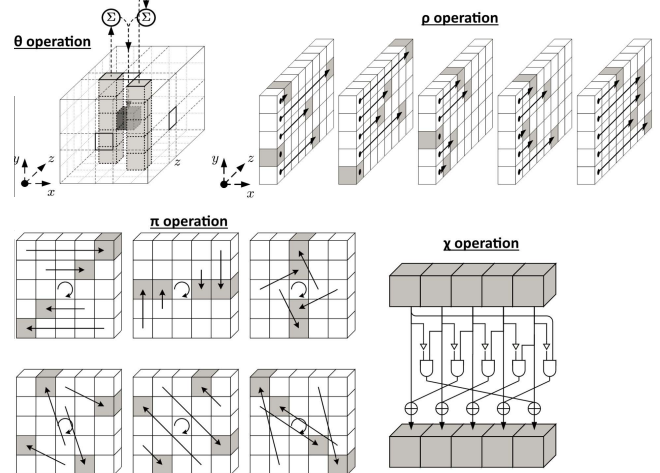 Σ Σ
θ operation
ρ operation
z
y z
x
y z
x
π operation
χ operation